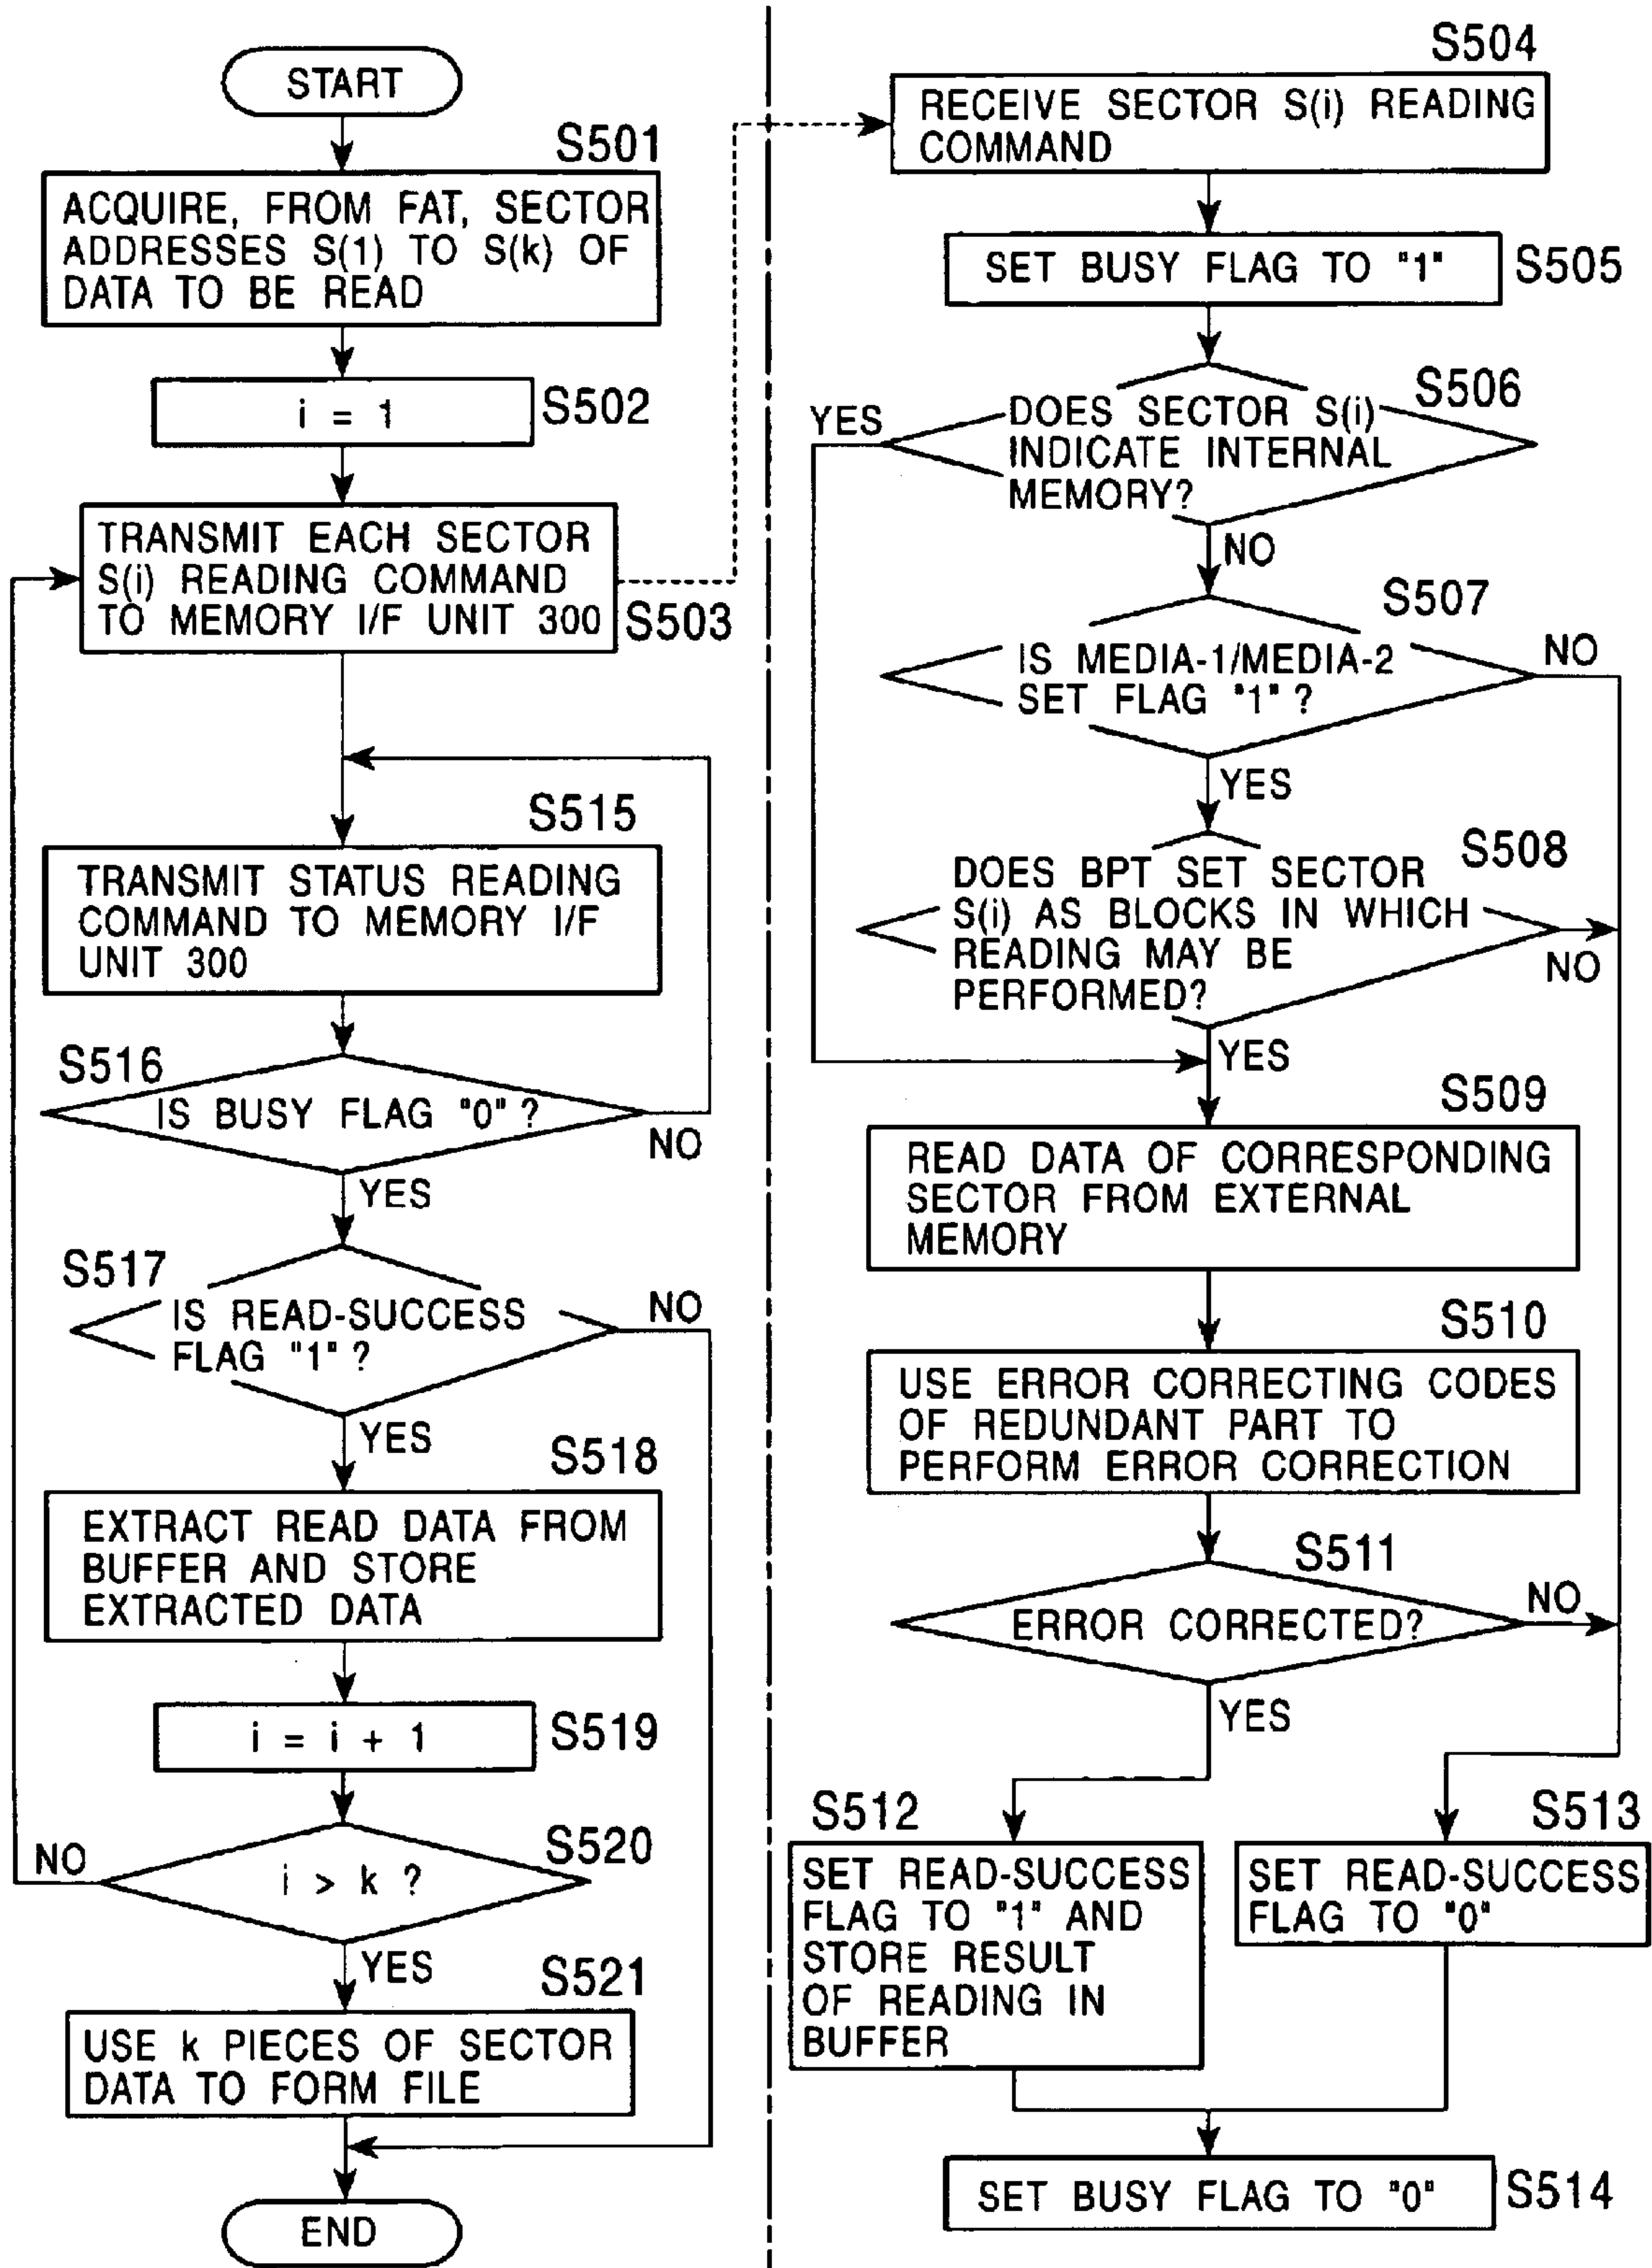 START
S501
ACQUIRE, FROM FAT, SECTOR
ADDRESSES S(1) TO S(k) OF
DATA TO BE READ
i = 1
S502
TRANSMIT EACH SECTOR
S(i) READING COMMAND
TO MEMORY I/F UNIT 300
S503
S515
TRANSMIT STATUS READING
COMMAND TO MEMORY I/F
UNIT 300
S516
IS BUSY FLAG "0" ?
NO
YES
S517
IS READ-SUCCESS
FLAG "1" ?
NO
YES
S518
EXTRACT READ DATA FROM
BUFFER AND STORE
EXTRACTED DATA
i = i + 1
S519
S520
NO
i > k ?
YES
S521
USE k PIECES OF SECTOR
DATA TO FORM FILE
END
S504
RECEIVE SECTOR S(i) READING
COMMAND
SET BUSY FLAG TO "1"
S505
S506
YES
DOES SECTOR S(i)
INDICATE INTERNAL
MEMORY?
NO
S507
IS MEDIA-1/MEDIA-2
SET FLAG "1" ?
NO
YES
S508
DOES BPT SET SECTOR
S(i) AS BLOCKS IN WHICH
READING MAY BE
PERFORMED?
NO
YES
S509
READ DATA OF CORRESPONDING
SECTOR FROM EXTERNAL
MEMORY
S510
USE ERROR CORRECTING CODES
OF REDUNDANT PART TO
PERFORM ERROR CORRECTION
S511
ERROR CORRECTED?
NO
YES
S512
SET READ-SUCCESS
FLAG TO "1" AND
STORE RESULT
OF READING IN
BUFFER
S513
SET READ-SUCCESS
FLAG TO "0"
SET BUSY FLAG TO "0"
S514